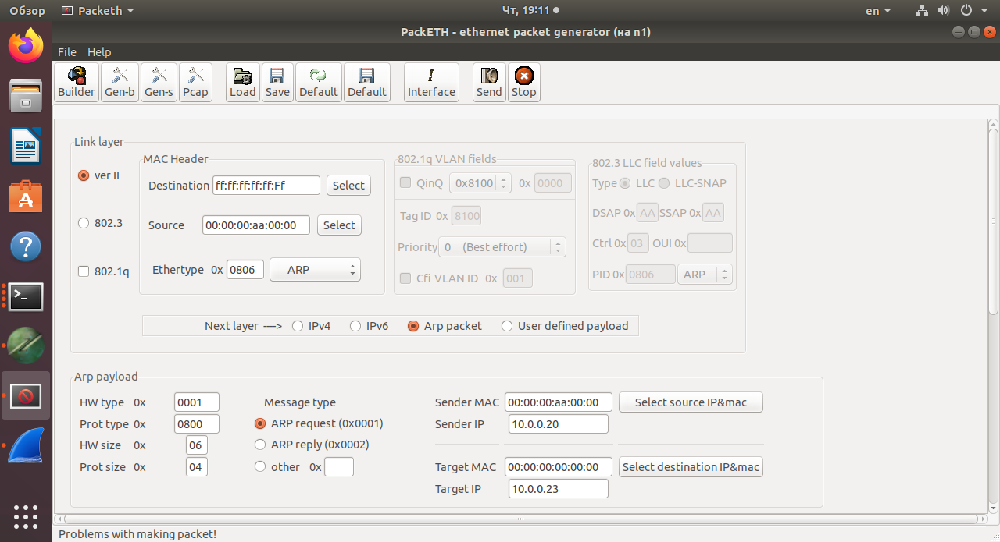 Обзор Packeth Чт, 19:11 en
PackETH - ethernet packet generator (на n1)
File Help
Builder Gen-b Gen-s Pcap Load Save Default Default Interface Send Stop
Link layer
ver II
802.3
802.1q
MAC Header
Destination ff:ff:ff:ff:ff:Ff Select
Source 00:00:00:aa:00:00 Select
Ethertype 0x 0806 ARP
802.1q VLAN fields
QinQ 0x8100 0x 0000
Tag ID 0x 8100
Priority 0 (Best effort)
Cfi VLAN ID 0x 001
802.3 LLC field values
Type LLC LLC-SNAP
DSAP 0x AA SSAP 0x AA
Ctrl 0x 03 OUI 0x
PID 0x 0806 ARP
Next layer ----> IPv4 IPv6 Arp packet User defined payload
Arp payload
HW type 0x 0001
Prot type 0x 0800
HW size 0x 06
Prot size 0x 04
Message type
ARP request (0x0001)
ARP reply (0x0002)
other 0x
Sender MAC 00:00:00:aa:00:00 Select source IP&mac
Sender IP 10.0.0.20
Target MAC 00:00:00:00:00:00 Select destination IP&mac
Target IP 10.0.0.23
Problems with making packet!